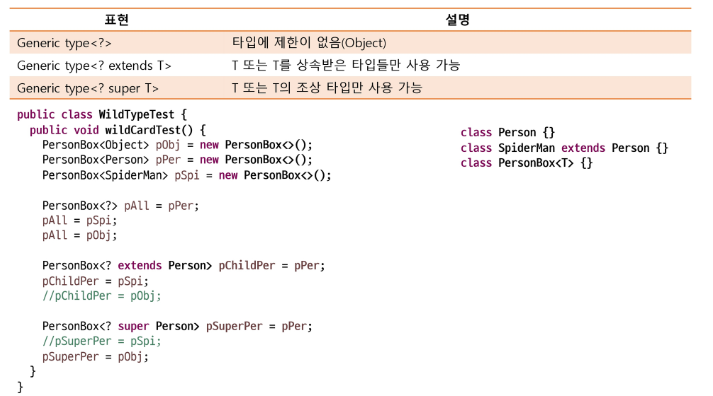 표현 설명
Generic type<?> 타입에 제한이 없음(Object)
Generic type<? extends T> T 또는 T를 상속받은 타입들만 사용 가능
Generic type<? super T> T 또는 T의 조상 타입만 사용 가능
public class WildTypeTest {
public void wildCardTest() {
PersonBox<Object> pObj = new PersonBox<>();
PersonBox<Person> pPer = new PersonBox<>();
PersonBox<SpiderMan> pSpi = new PersonBox<>();
PersonBox<?> pAll = pPer;
pAll = pSpi;
pAll = pObj;
PersonBox<? extends Person> pChildPer = pPer;
pChildPer = pSpi;
//pChildPer = pObj;
PersonBox<? super Person> pSuperPer = pPer;
//pSuperPer = pSpi;
pSuperPer = pObj;
}
}
class Person {}
class SpiderMan extends Person {}
class PersonBox<T> {}